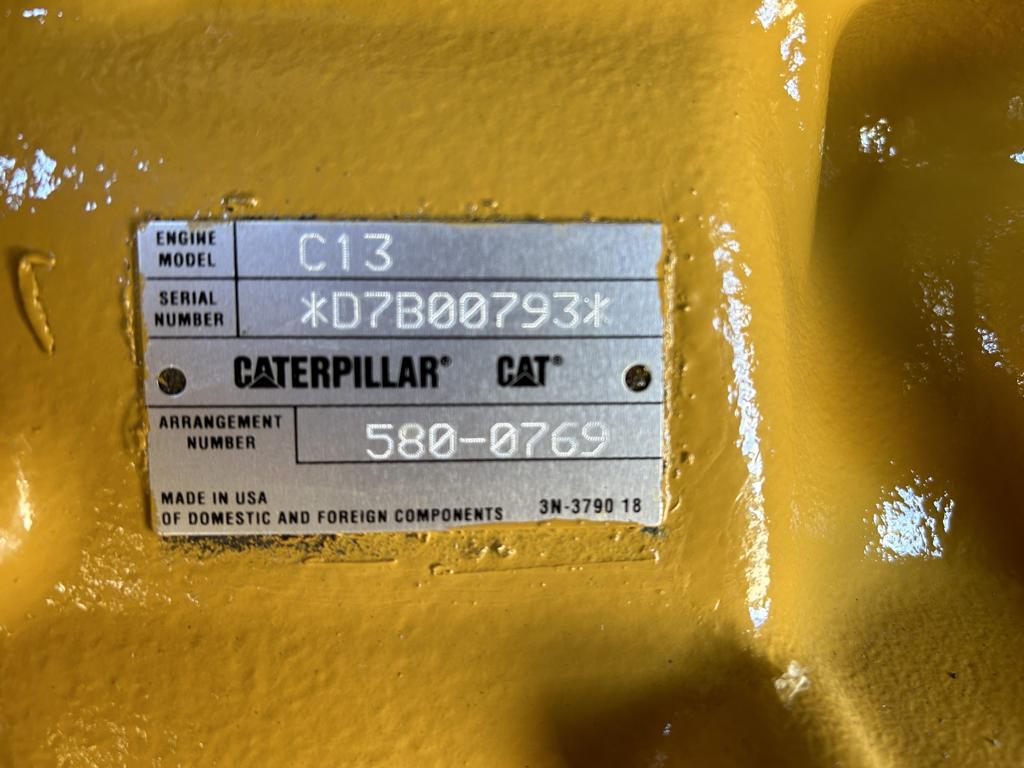 ENGINE MODEL C13
SERIAL NUMBER *D7B00793*
CATERPILLAR® CAT®
ARRANGEMENT NUMBER 580-0769
MADE IN USA
OF DOMESTIC AND FOREIGN COMPONENTS 3N-3790 18